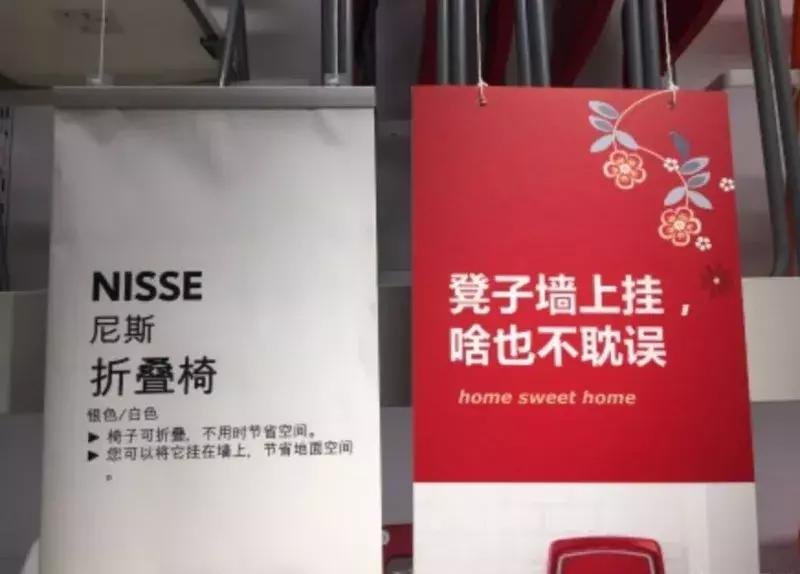 NISSE
尼斯
折叠椅
银色/白色
▶ 椅子可折叠，不用时节省空间。
▶ 您可以将它挂在墙上，节省地面空间
。
凳子墙上挂，
啥也不耽误
home sweet home